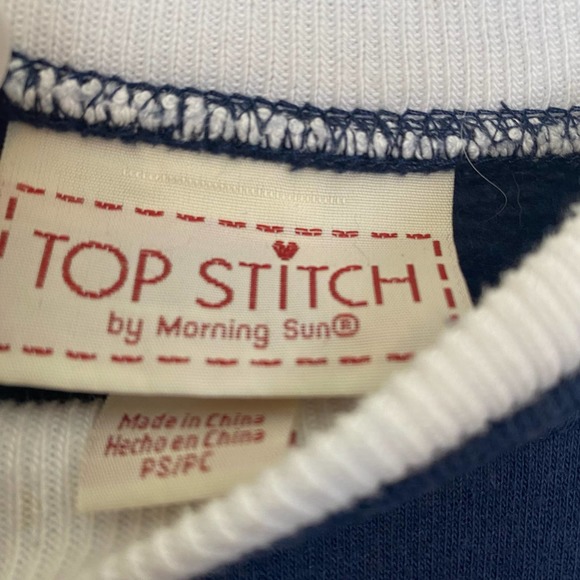 TOP STITCH
by Morning Sun®
Made in China
Hecho en China
PS/PC